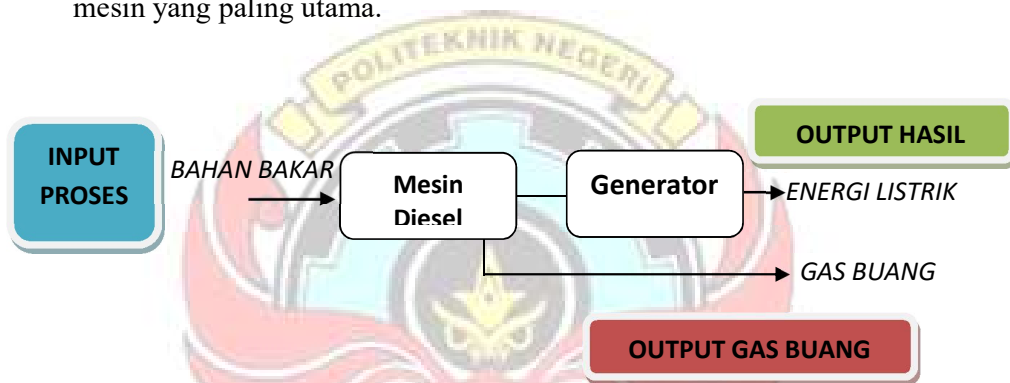 mesin yang paling utama.
POLITEKNIK NEGERI
INPUT
PROSES
BAHAN BAKAR
Mesin
Diesel
Generator
OUTPUT HASIL
ENERGI LISTRIK
GAS BUANG
OUTPUT GAS BUANG